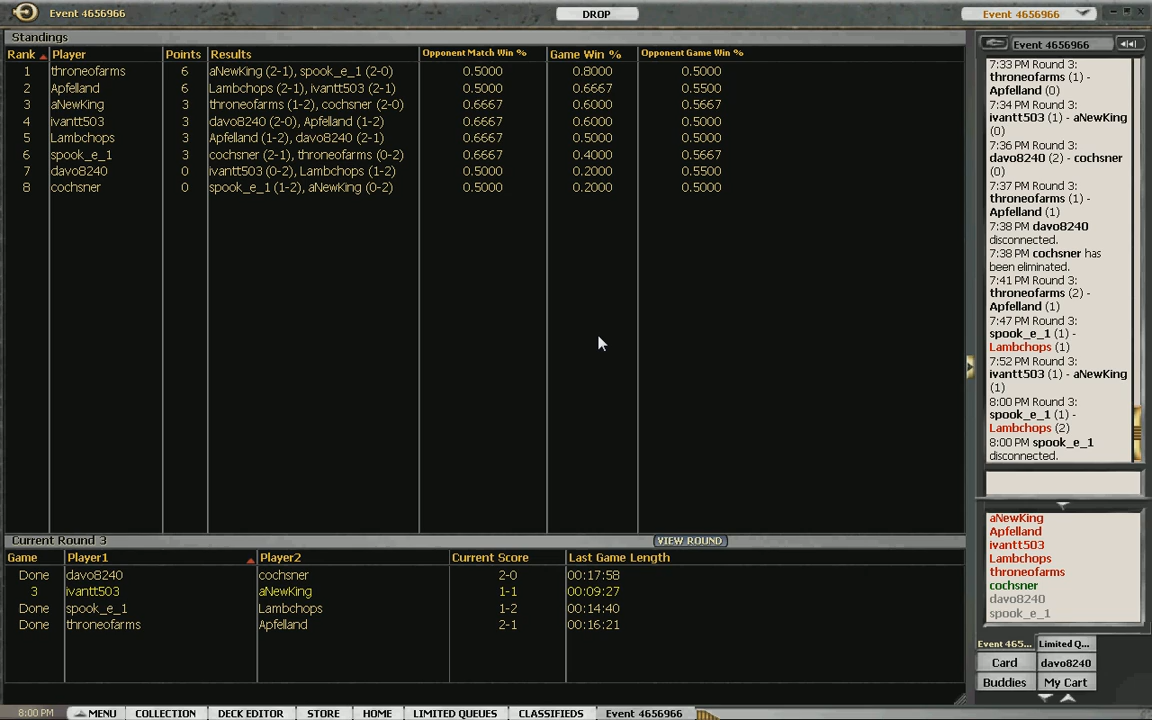 Event 4656966
DROP
Event 4656966
Standings
Rank Player Points Results Opponent Match Win % Game Win % Opponent Game Win %
1 throneofarms 6 aNewKing (2-1), spook_e_1 (2-0) 0.5000 0.8000 0.5000
2 Apfelland 6 Lambchops (2-1), ivantt503 (2-1) 0.5000 0.6667 0.5500
3 aNewKing 3 throneofarms (1-2), cochsner (2-0) 0.6667 0.6000 0.5667
4 ivantt503 3 davo8240 (2-0), Apfelland (1-2) 0.6667 0.6000 0.5000
5 Lambchops 3 Apfelland (1-2), davo8240 (2-1) 0.6667 0.5000 0.5000
6 spook_e_1 3 cochsner (2-1), throneofarms (0-2) 0.6667 0.4000 0.5667
7 davo8240 0 ivantt503 (0-2), Lambchops (1-2) 0.5000 0.2000 0.5500
8 cochsner 0 spook_e_1 (1-2), aNewKing (0-2) 0.5000 0.2000 0.5000
Current Round 3
VIEW ROUND
Game Player1 Player2 Current Score Last Game Length
Done davo8240 cochsner 2-0 00:17:58
3 ivantt503 aNewKing 1-1 00:09:27
Done spook_e_1 Lambchops 1-2 00:14:40
Done throneofarms Apfelland 2-1 00:16:21
Event 4656966
7:33 PM Round 3:
throneofarms (1) -
Apfelland (0)
7:34 PM Round 3:
ivantt503 (1) - aNewKing
(0)
7:36 PM Round 3:
davo8240 (2) - cochsner
(0)
7:37 PM Round 3:
throneofarms (1) -
Apfelland (1)
7:38 PM davo8240
disconnected.
7:38 PM cochsner has
been eliminated.
7:41 PM Round 3:
throneofarms (2) -
Apfelland (1)
7:47 PM Round 3:
spook_e_1 (1) -
Lambchops (1)
7:52 PM Round 3:
ivantt503 (1) - aNewKing
(1)
8:00 PM Round 3:
spook_e_1 (1) -
Lambchops (2)
8:00 PM spook_e_1
disconnected.
aNewKing
Apfelland
ivantt503
Lambchops
throneofarms
cochsner
davo8240
spook_e_1
Event 465... Limited Q...
Card davo8240
Buddies My Cart
8:00 PM MENU COLLECTION DECK EDITOR STORE HOME LIMITED QUEUES CLASSIFIEDS Event 4656966